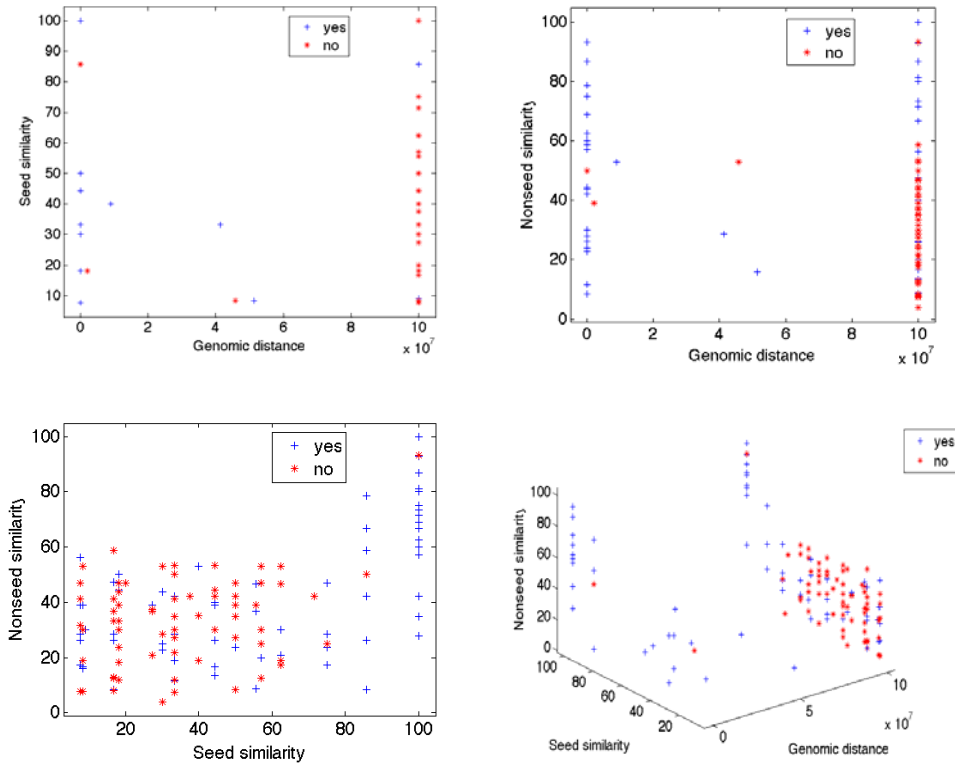 yes
no
100
90
80
70
60
50
40
30
20
10
Seed similarity
0 2 4 6 8 10
Genomic distance
x 10^7
yes
no
100
80
60
40
20
0
Nonseed similarity
0 2 4 6 8 10
Genomic distance
x 10^7
yes
no
100
80
60
40
20
0
Nonseed similarity
20 40 60 80 100
Seed similarity
yes
no
100
80
60
40
20
0
Nonseed similarity
100 80 60 40 20
Seed similarity
0 5 10
x 10^7
Genomic distance